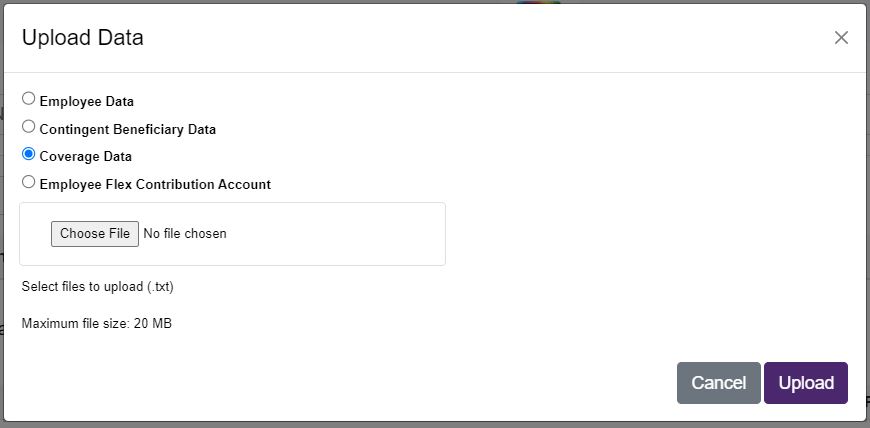 Upload Data
Employee Data
Contingent Beneficiary Data
Coverage Data
Employee Flex Contribution Account
Choose File No file chosen
Select files to upload (.txt)
Maximum file size: 20 MB
Cancel Upload